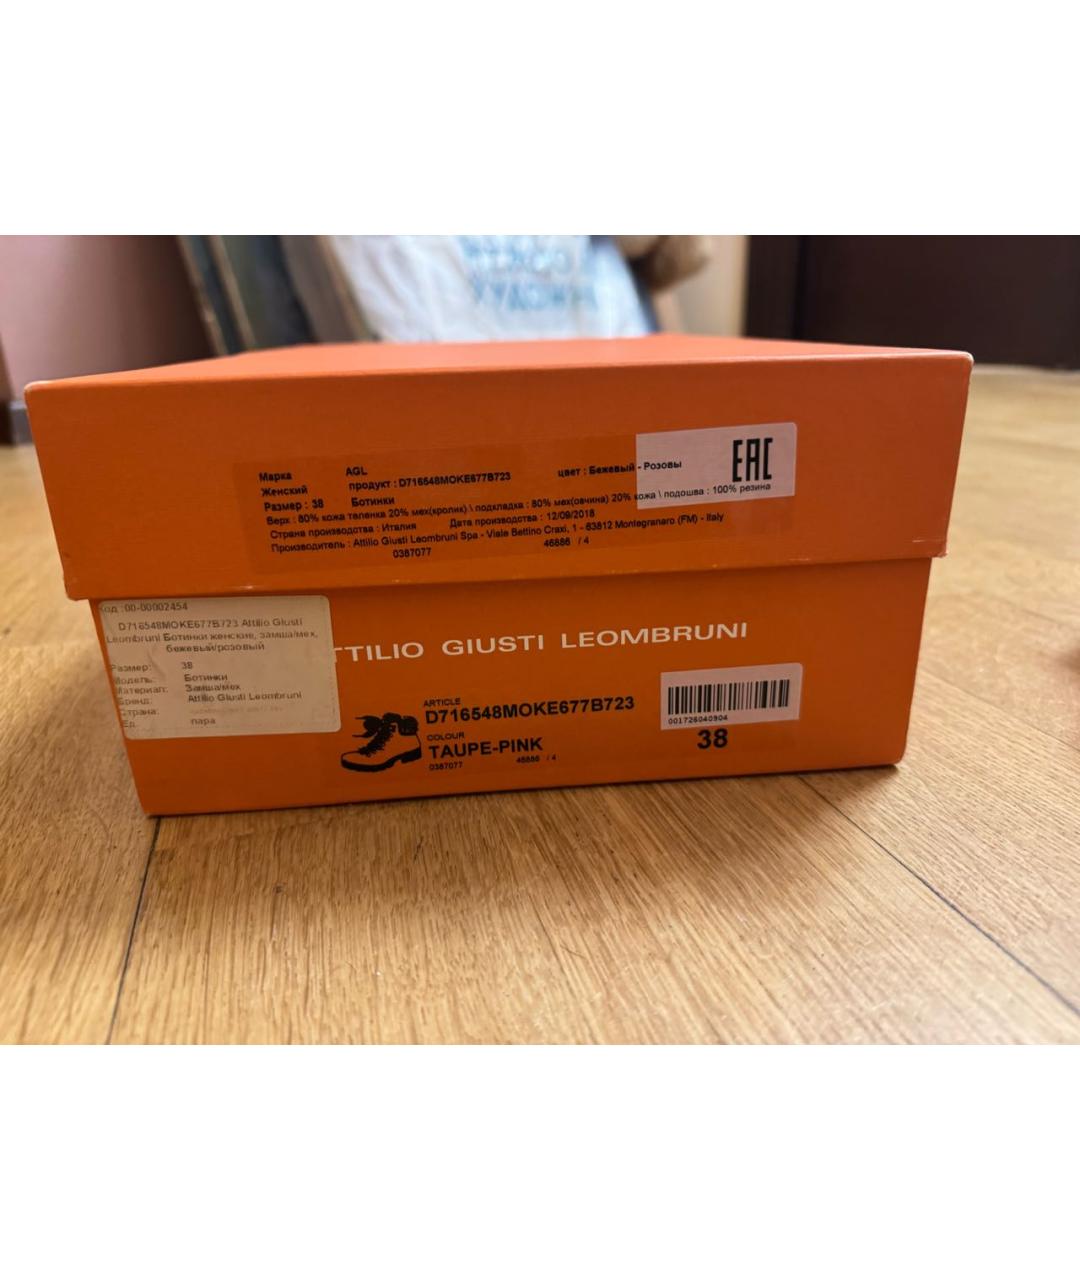 Марка AGL
Женский продукт : D716548MOKE677B723 цвет : Бежевый - Розовы
EAC
Размер : 38 Ботинки
Верх : 80% кожа теленка 20% мех(кролик) \ подкладка : 80% мех(овчина) 20% кожа \ подошва : 100% резина
Страна производства : Италия Дата производства : 12/09/2018
Производитель : Attilio Giusti Leombruni Spa - Viale Bettino Craxi, 1 - 63812 Montegranaro (FM) - Italy
0387077 46886 / 4
Код :00-00002454
D716548MOKE677B723 Attilio Giusti
Leombruni Ботинки женские, замша/мех,
бежевый/розовый
Размер: 38
Модель: Ботинки
Материал: Замша/мех
Бренд: Attilio Giusti Leombruni
Страна:
Ед. пара
TTILIO GIUSTI LEOMBRUNI
ARTICLE
D716548MOKE677B723
COLOUR
TAUPE-PINK
0387077 46886 / 4
001726040904
38